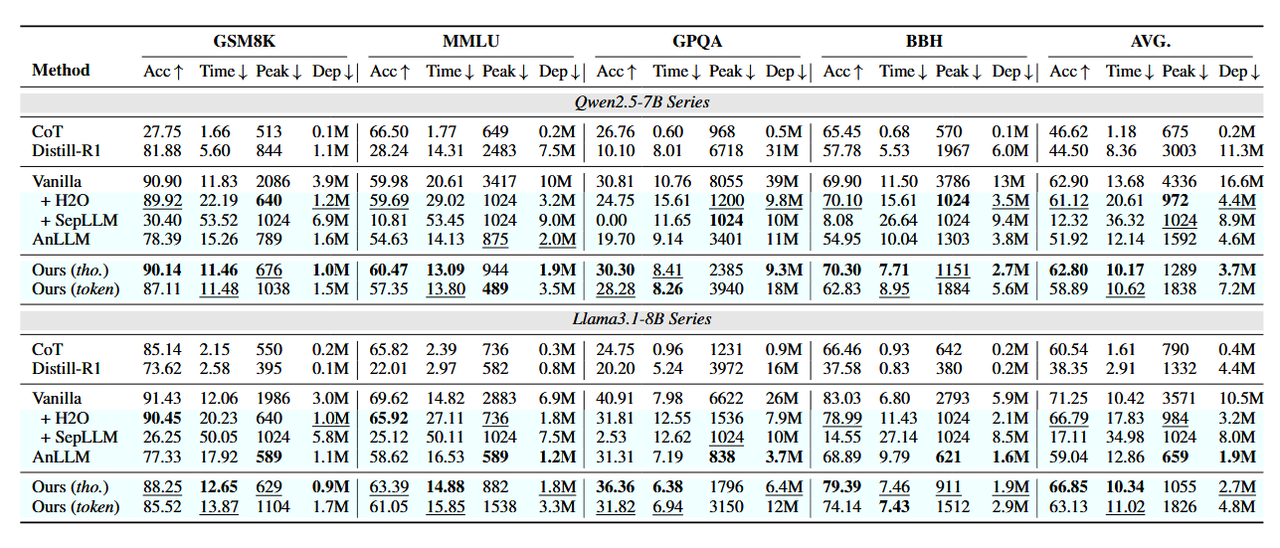 GSM8K MMLU GPQA BBH AVG.
Method Acc↑ Time↓ Peak↓ Dep↓ Acc↑ Time↓ Peak↓ Dep↓ Acc↑ Time↓ Peak↓ Dep↓ Acc↑ Time↓ Peak↓ Dep↓ Acc↑ Time↓ Peak↓ Dep↓
Qwen2.5-7B Series
CoT 27.75 1.66 513 0.1M 66.50 1.77 649 0.2M 26.76 0.60 968 0.5M 65.45 0.68 570 0.1M 46.62 1.18 675 0.2M
Distill-R1 81.88 5.60 844 1.1M 28.24 14.31 2483 7.5M 10.10 8.01 6718 31M 57.78 5.53 1967 6.0M 44.50 8.36 3003 11.3M
Vanilla 90.90 11.83 2086 3.9M 59.98 20.61 3417 10M 30.81 10.76 8055 39M 69.90 11.50 3786 13M 62.90 13.68 4336 16.6M
+ H2O 89.92 22.19 640 1.2M 59.69 29.02 1024 3.2M 24.75 15.61 1200 9.8M 70.10 15.61 1024 3.5M 61.12 20.61 972 4.4M
+ SepLLM 30.40 53.52 1024 6.9M 10.81 53.45 1024 9.0M 0.00 11.65 1024 10M 8.08 26.64 1024 9.4M 12.32 36.32 1024 8.9M
AnLLM 78.39 15.26 789 1.6M 54.63 14.13 875 2.0M 19.70 9.14 3401 11M 54.95 10.04 1303 3.8M 51.92 12.14 1592 4.6M
Ours (tho.) 90.14 11.46 676 1.0M 60.47 13.09 944 1.9M 30.30 8.41 2385 9.3M 70.30 7.71 1151 2.7M 62.80 10.17 1289 3.7M
Ours (token) 87.11 11.48 1038 1.5M 57.35 13.80 489 3.5M 28.28 8.26 3940 18M 62.83 8.95 1884 5.6M 58.89 10.62 1838 7.2M
Llama3.1-8B Series
CoT 85.14 2.15 550 0.2M 65.82 2.39 736 0.3M 24.75 0.96 1231 0.9M 66.46 0.93 642 0.2M 60.54 1.61 790 0.4M
Distill-R1 73.62 2.58 395 0.1M 22.01 2.97 582 0.8M 20.20 5.24 3972 16M 37.58 0.83 380 0.2M 38.35 2.91 1332 4.4M
Vanilla 91.43 12.06 1986 3.0M 69.62 14.82 2883 6.9M 40.91 7.98 6622 26M 83.03 6.80 2793 5.9M 71.25 10.42 3571 10.5M
+ H2O 90.45 20.23 640 1.0M 65.92 27.11 736 1.8M 31.81 12.55 1536 7.9M 78.99 11.43 1024 2.1M 66.79 17.83 984 3.2M
+ SepLLM 26.25 50.05 1024 5.8M 25.12 50.11 1024 7.5M 2.53 12.62 1024 10M 14.55 27.14 1024 8.5M 17.11 34.98 1024 8.0M
AnLLM 77.33 17.92 589 1.1M 58.62 16.53 589 1.2M 31.31 7.19 838 3.7M 68.89 9.79 621 1.6M 59.04 12.86 659 1.9M
Ours (tho.) 88.25 12.65 629 0.9M 63.39 14.88 882 1.8M 36.36 6.38 1796 6.4M 79.39 7.46 911 1.9M 66.85 10.34 1055 2.7M
Ours (token) 85.52 13.87 1104 1.7M 61.05 15.85 1538 3.3M 31.82 6.94 3150 12M 74.14 7.43 1512 2.9M 63.13 11.02 1826 4.8M